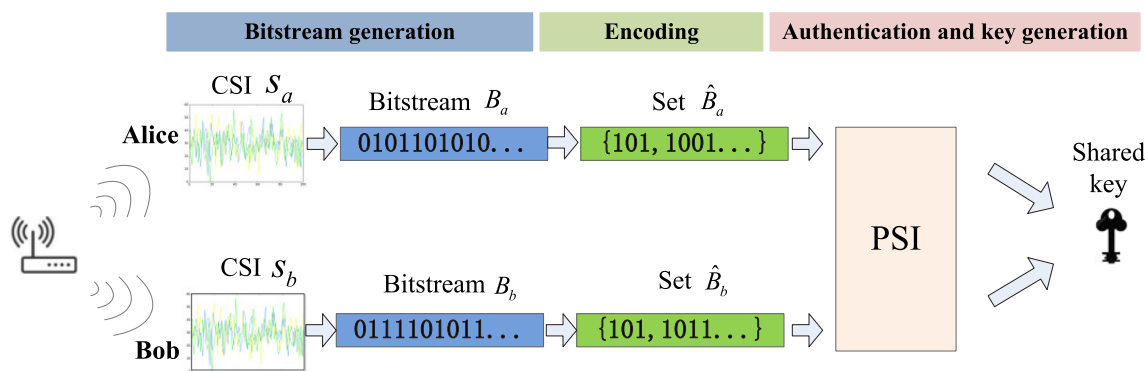 Bitstream generation
Encoding
Authentication and key generation
CSI S_a
Bitstream B_a
Set B̂_a
Alice
0101101010...
{101, 1001...}
Shared
key
PSI
CSI S_b
Bitstream B_b
Set B̂_b
Bob
0111101011...
{101, 1011...}